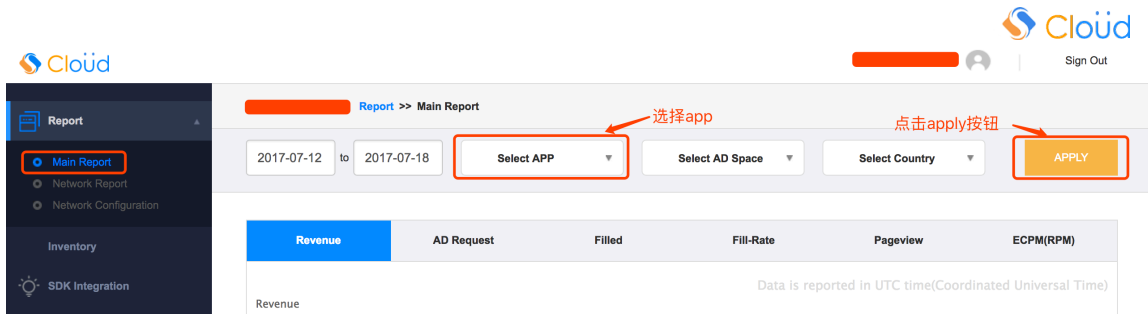 Cloüd
Cloüd
Sign Out
Report
Report >> Main Report
选择app
点击apply按钮
Main Report
Network Report
Network Configuration
2017-07-12 to 2017-07-18 Select APP Select AD Space Select Country APPLY
Inventory
SDK Integration
Revenue AD Request Filled Fill-Rate Pageview ECPM(RPM)
Data is reported in UTC time(Coordinated Universal Time)
Revenue